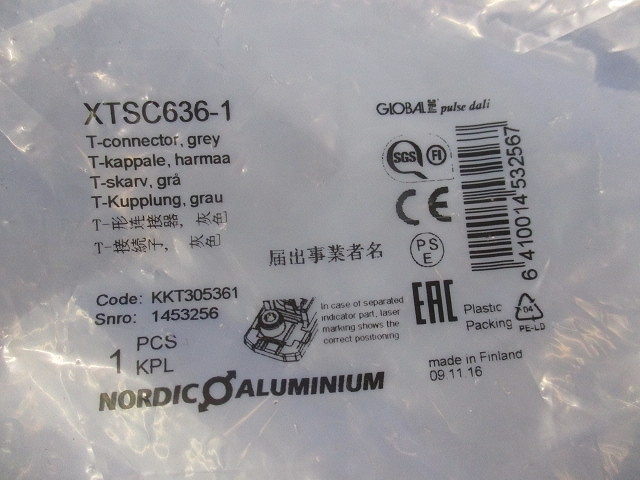 XTSC636-1
T-connector, grey
T-kappale, harmaa
T-skarv, grå
T-Kupplung, grau
T-形连接器，灰色
T-接続子，灰色
GLOBAL pulse dali
SGS FI
CE
PS
E
6 410014 532567
届出事業者名
Code: KKT305361
Snro: 1453256
1 PCS
KPL
In case of separated
indicator part, laser
marking shows the
correct positioning
EAC
Plastic
Packing
04
PE-LD
made in Finland
09.11.16
NORDIC ALUMINIUM